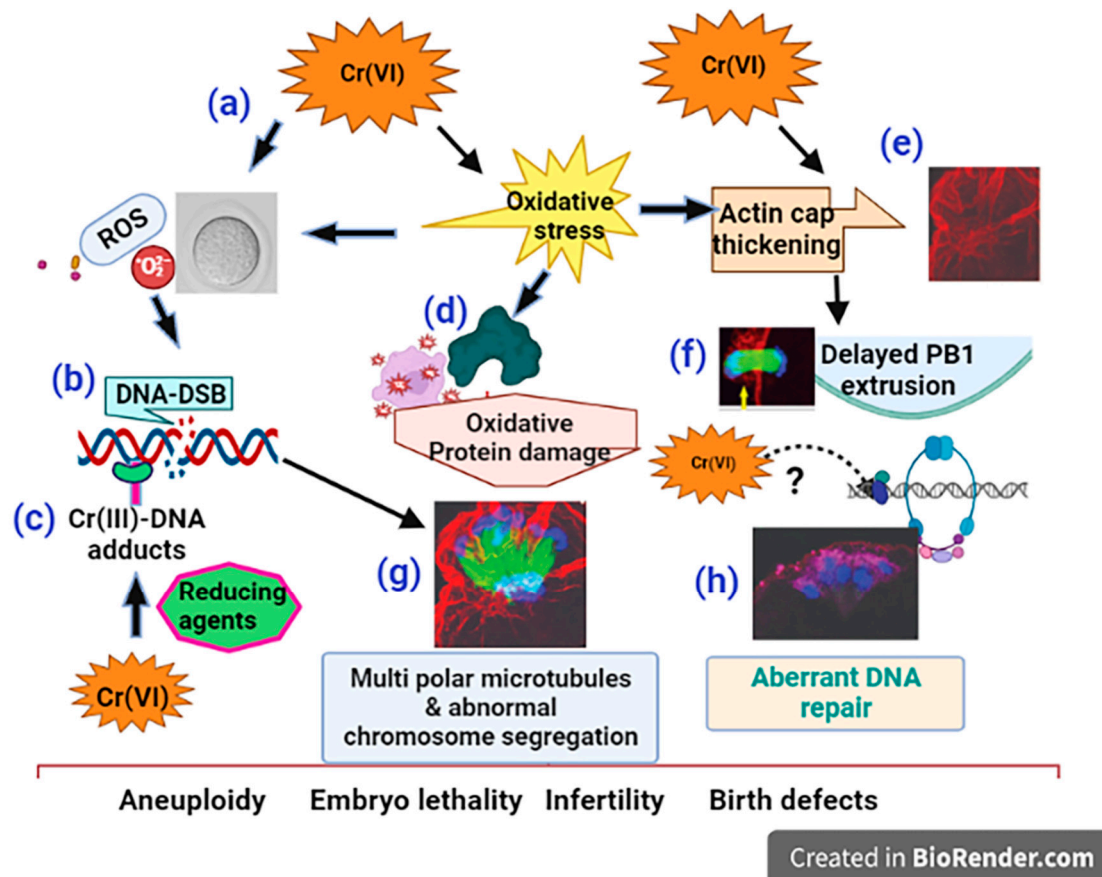 Cr(VI)
Cr(VI)
(a)
(e)
Oxidative
stress
Actin cap
thickening
ROS
•O₂²⁻
(d)
(f)
Delayed PB1
extrusion
(b)
DNA-DSB
Oxidative
Protein damage
Cr(VI)
?
(c)
Cr(III)-DNA
adducts
(g)
(h)
Reducing
agents
Cr(VI)
Multi polar microtubules
& abnormal
chromosome segregation
Aberrant DNA
repair
Aneuploidy Embryo lethality Infertility Birth defects
Created in BioRender.com